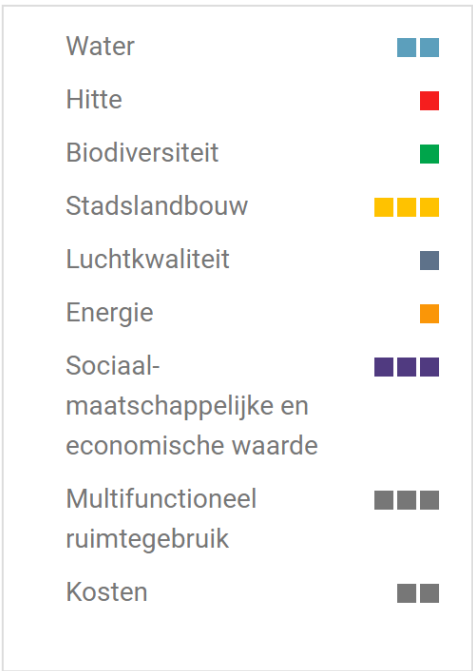 Water
Hitte
Biodiversiteit
Stadslandbouw
Luchtkwaliteit
Energie
Sociaal-
maatschappelijke en
economische waarde
Multifunctioneel
ruimtegebruik
Kosten